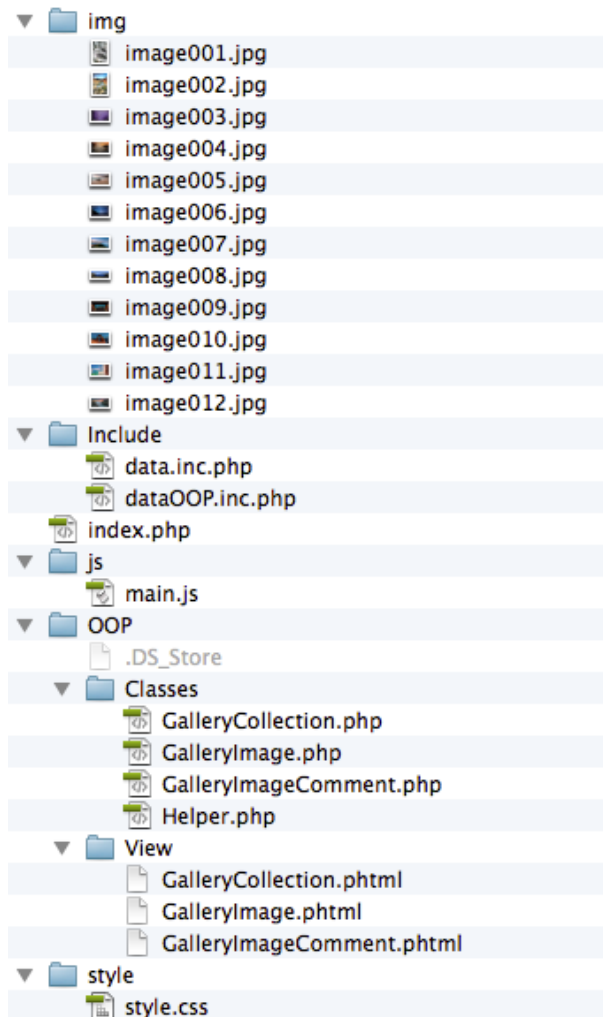 img
image001.jpg
image002.jpg
image003.jpg
image004.jpg
image005.jpg
image006.jpg
image007.jpg
image008.jpg
image009.jpg
image010.jpg
image011.jpg
image012.jpg
Include
data.inc.php
dataOOP.inc.php
index.php
js
main.js
OOP
.DS_Store
Classes
GalleryCollection.php
GalleryImage.php
GalleryImageComment.php
Helper.php
View
GalleryCollection.phtml
GalleryImage.phtml
GalleryImageComment.phtml
style
style.css